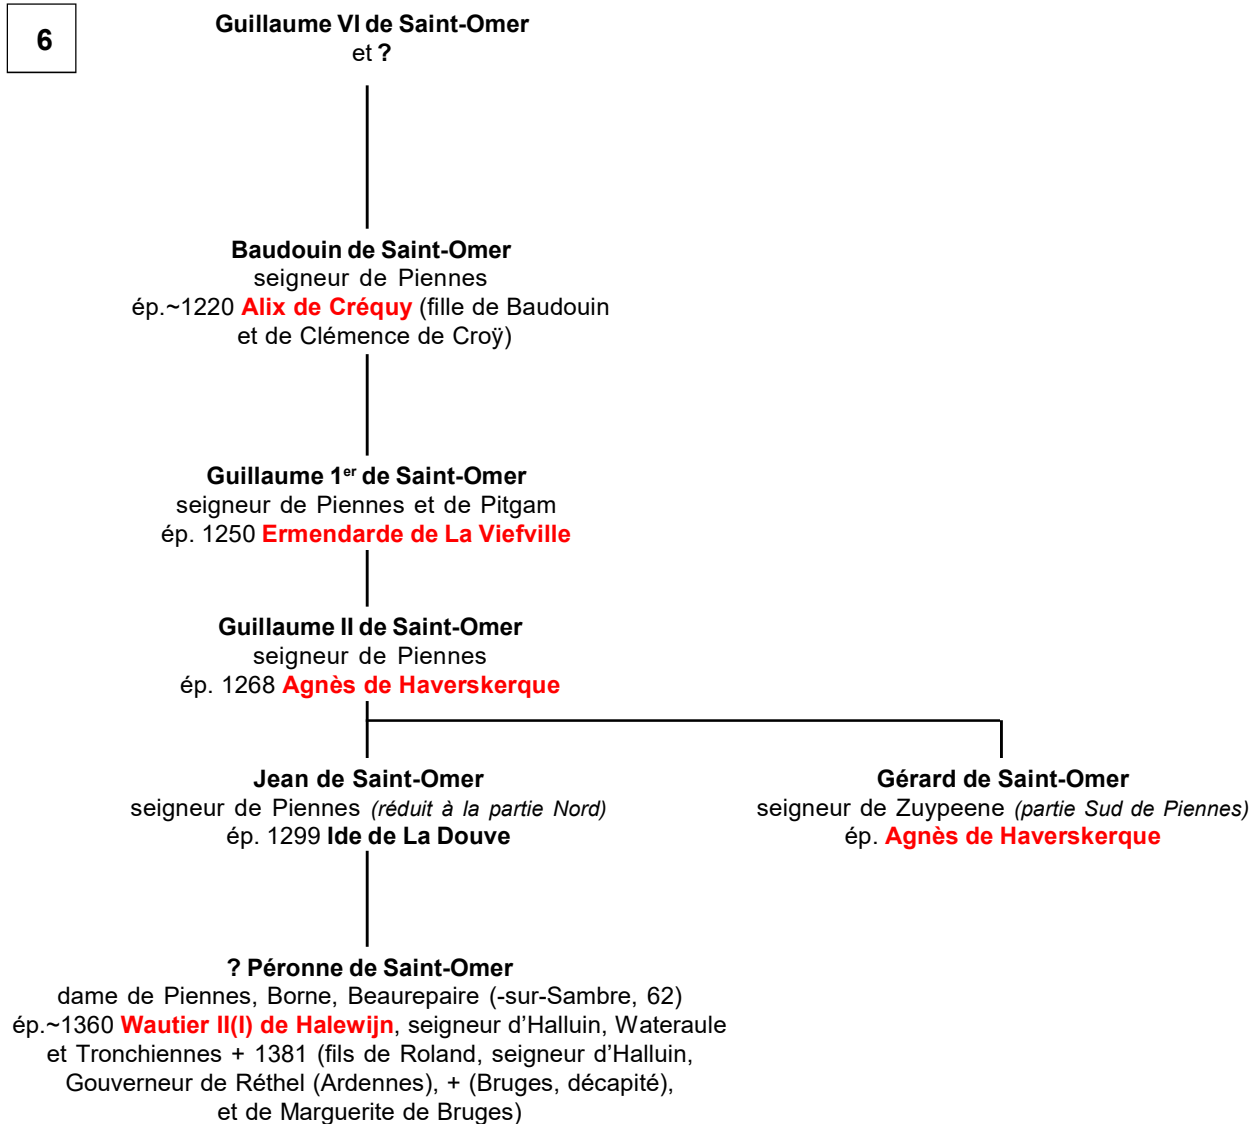 6
Guillaume VI de Saint-Omer
et ?
Baudouin de Saint-Omer
seigneur de Piennes
ép.~1220 Alix de Créquy (fille de Baudouin
et de Clémence de Croÿ)
Guillaume 1er de Saint-Omer
seigneur de Piennes et de Pitgam
ép. 1250 Ermendarde de La Viefville
Guillaume II de Saint-Omer
seigneur de Piennes
ép. 1268 Agnès de Haverskerque
Jean de Saint-Omer
seigneur de Piennes (réduit à la partie Nord)
ép. 1299 Ide de La Douve
Gérard de Saint-Omer
seigneur de Zuypeene (partie Sud de Piennes)
ép. Agnès de Haverskerque
? Péronne de Saint-Omer
dame de Piennes, Borne, Beaurepaire (-sur-Sambre, 62)
ép.~1360 Wautier II(I) de Halewijn, seigneur d'Halluin, Wateraule
et Tronchiennes + 1381 (fils de Roland, seigneur d'Halluin,
Gouverneur de Réthel (Ardennes), + (Bruges, décapité),
et de Marguerite de Bruges)